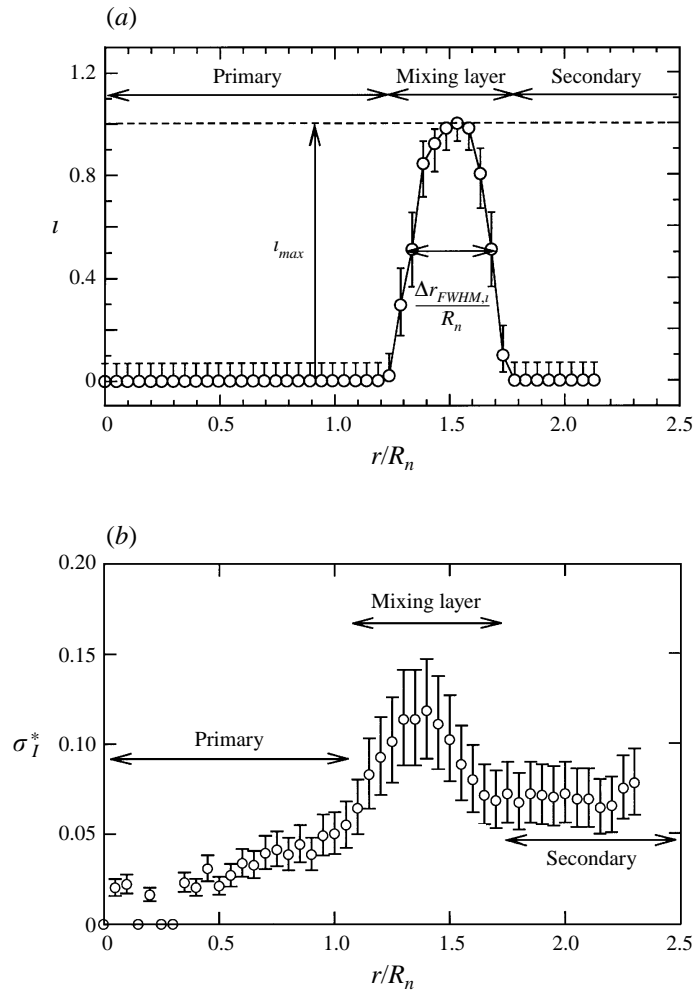 (a)
1.2
Primary
Mixing layer
Secondary
0.8
ι
ι_max
0.4
Δr_FWHM,ι
R_n
0
0
0.5
1.0
1.5
2.0
2.5
r/R_n
(b)
0.20
Mixing layer
0.15
σ*_I
0.10
Primary
0.05
Secondary
0
0.5
1.0
1.5
2.0
2.5
r/R_n